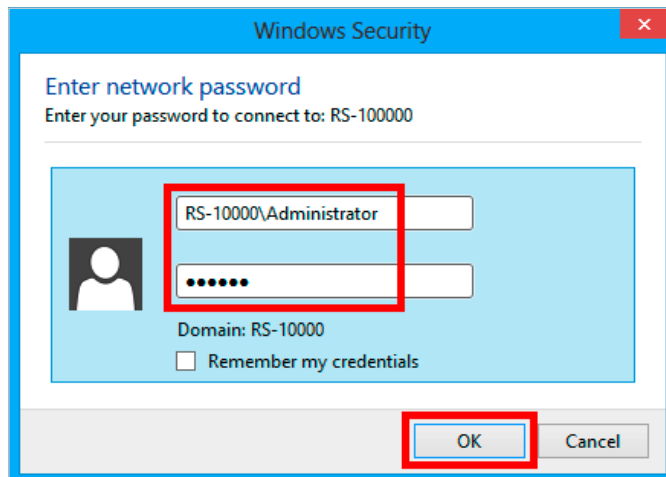 Windows Security
Enter network password
Enter your password to connect to: RS-100000
RS-10000\Administrator
••••••
Domain: RS-10000
Remember my credentials
OK
Cancel